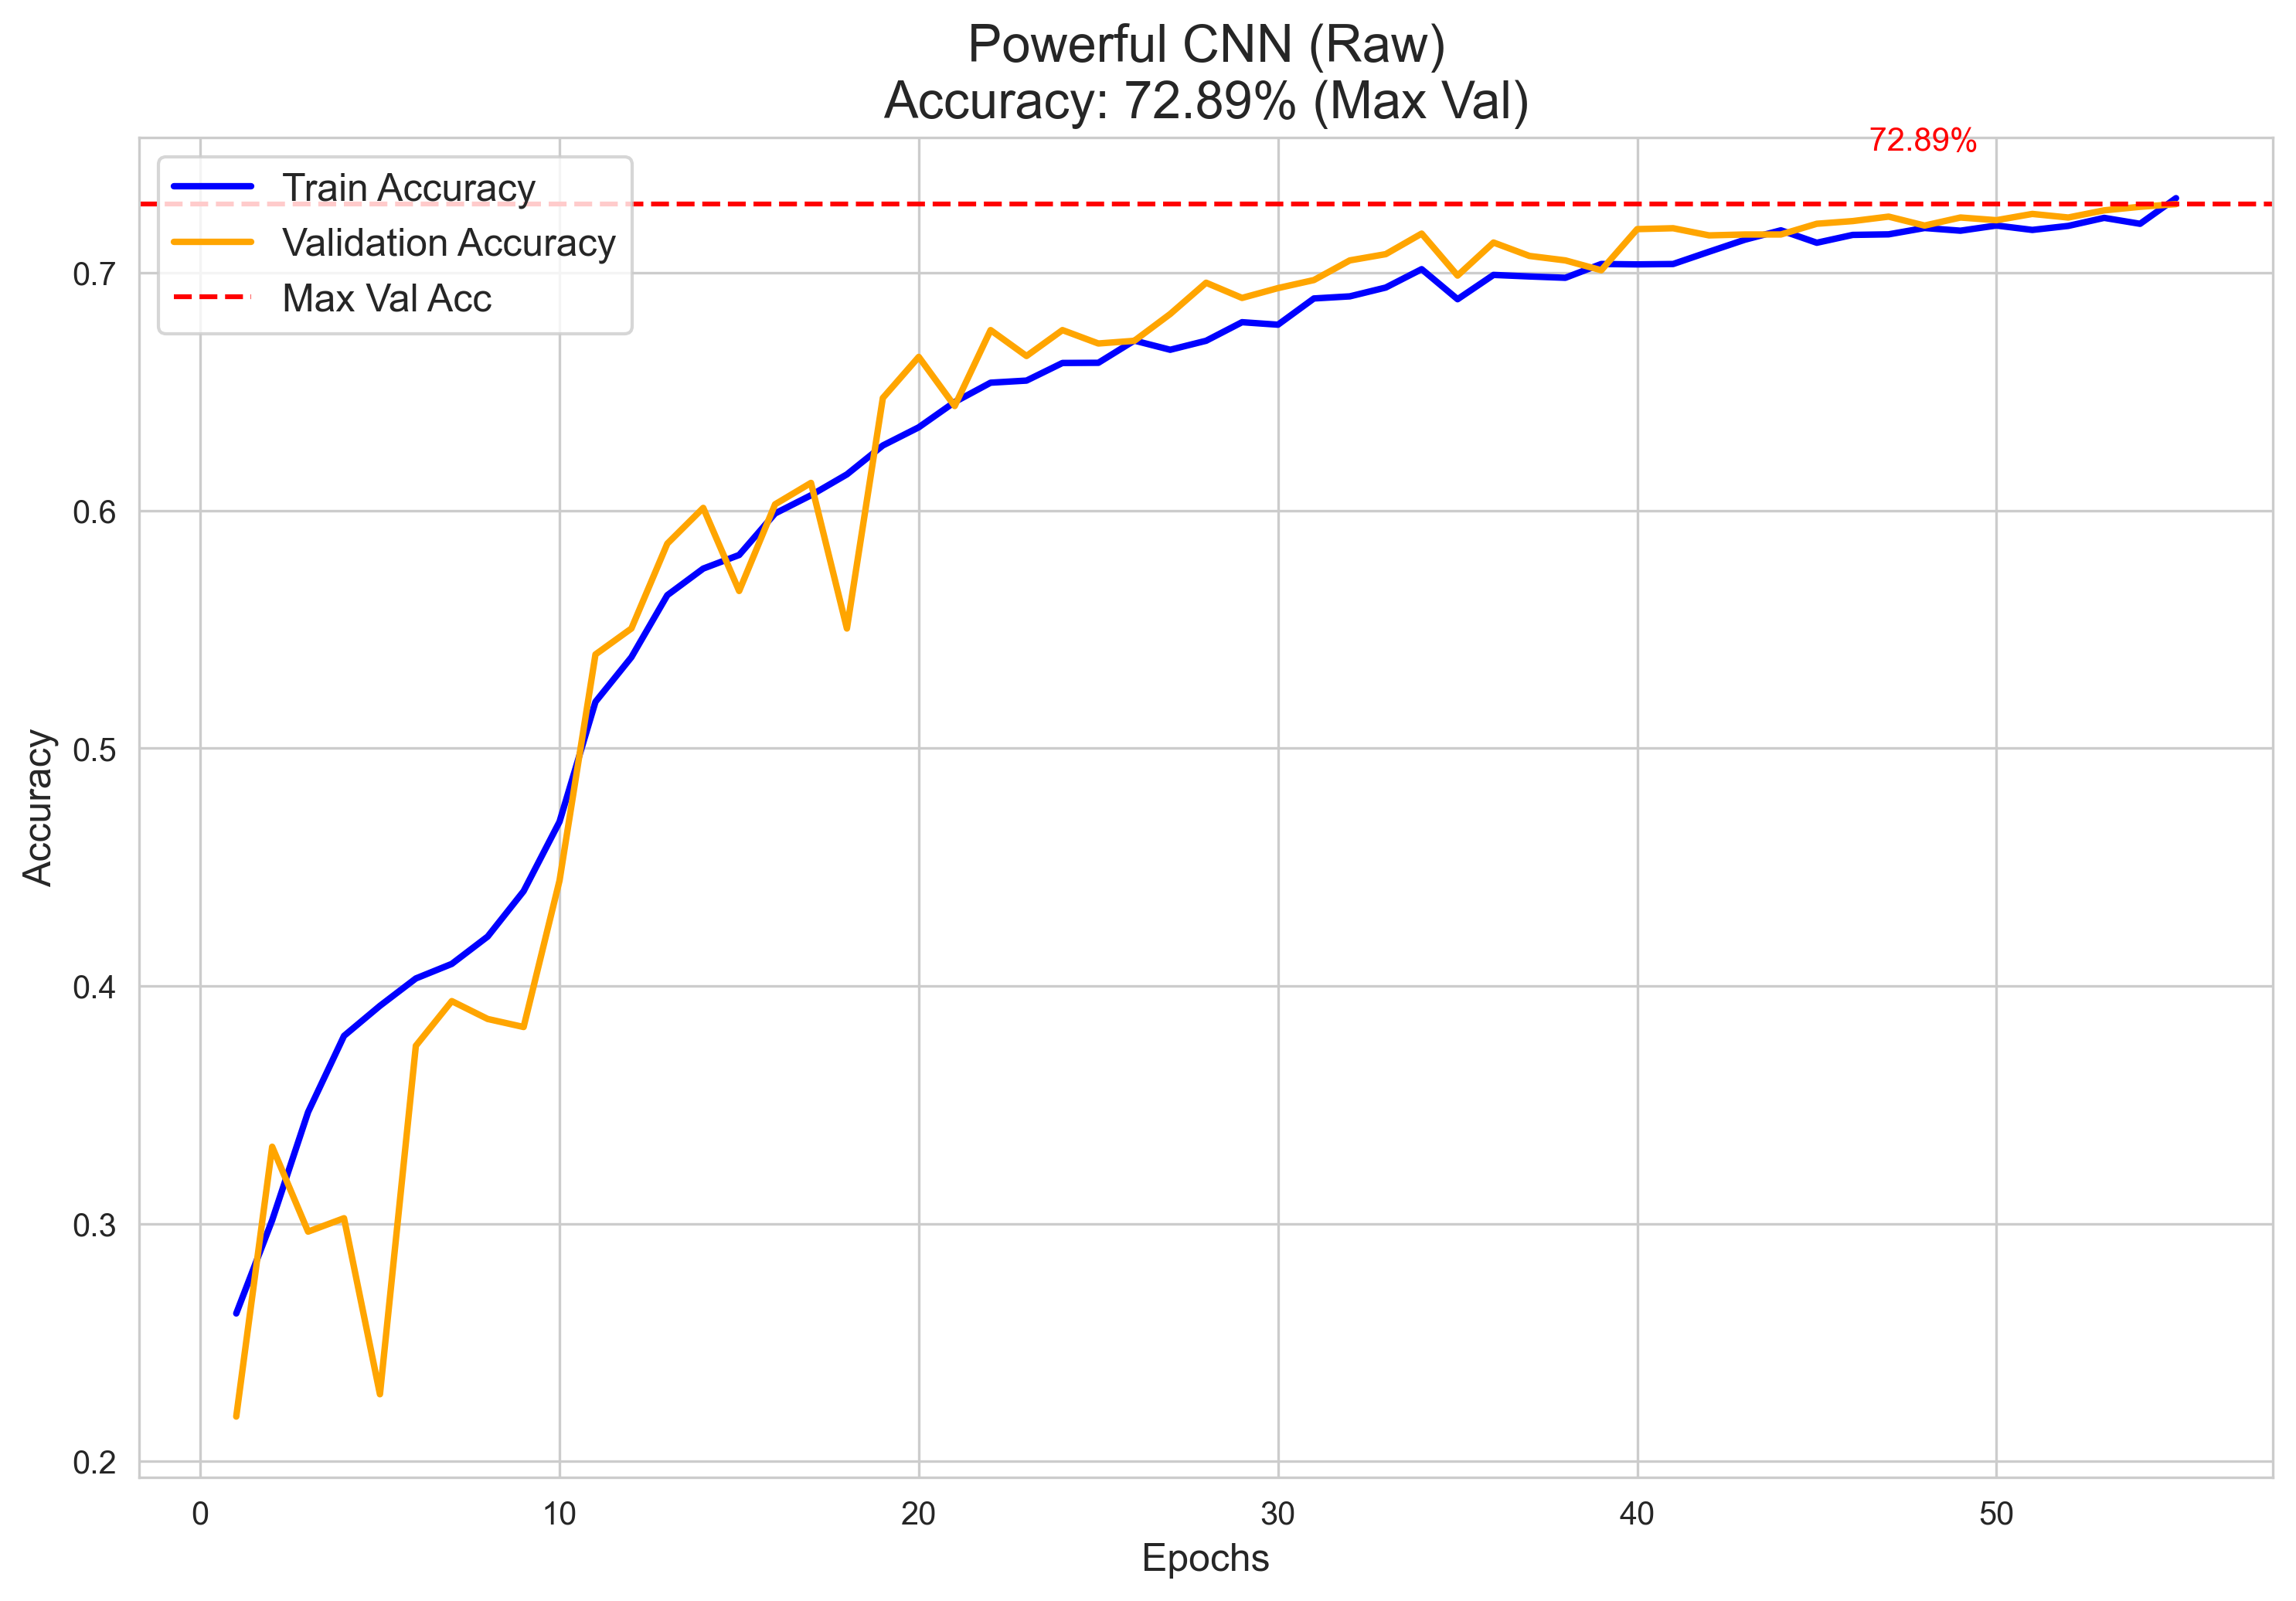 Powerful CNN (Raw)
Accuracy: 72.89% (Max Val)
72.89%
Train Accuracy
Validation Accuracy
Max Val Acc
0.7
0.6
0.5
0.4
0.3
0.2
Accuracy
0 10 20 30 40 50
Epochs